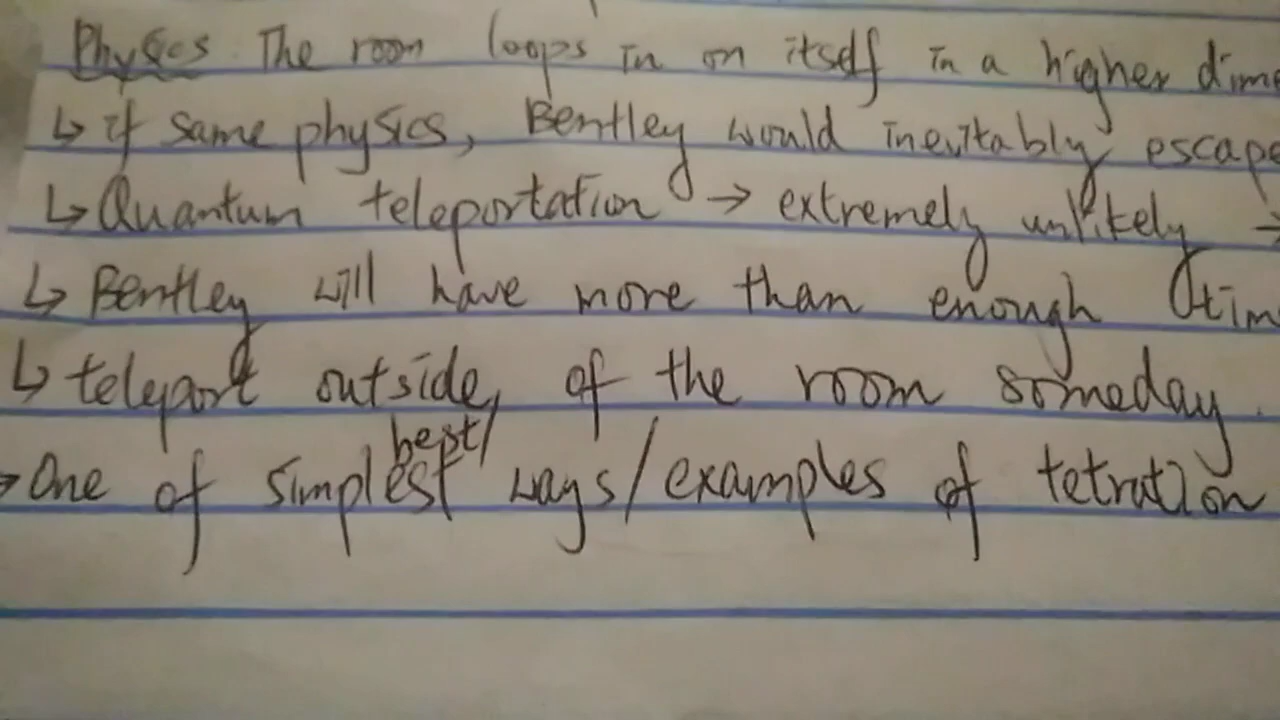 Physics The room loops in on itself in a higher dime
↳ if same physics, Bentley would inevitably escape
↳ Quantum teleportation → extremely unlikely →
↳ Bentley will have more than enough tim
↳ teleport outside, of the room someday.
best/
→ One of simplest ways/examples of tetration